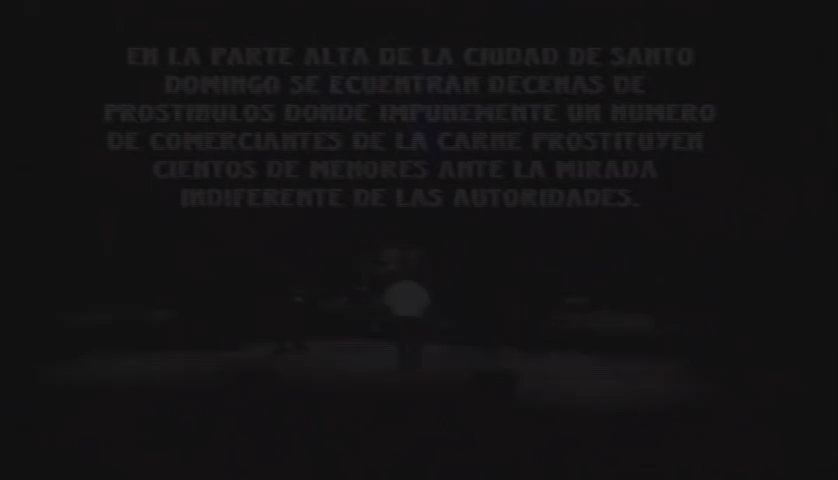 EN LA PARTE ALTA DE LA CIUDAD DE SANTO
DOMINGO SE ECUENTRAN DECENAS DE
PROSTIBULOS DONDE IMPUNEMENTE UN NUMERO
DE COMERCIANTES DE LA CARNE PROSTITUYEN
CIENTOS DE MENORES ANTE LA MIRADA
INDIFERENTE DE LAS AUTORIDADES.